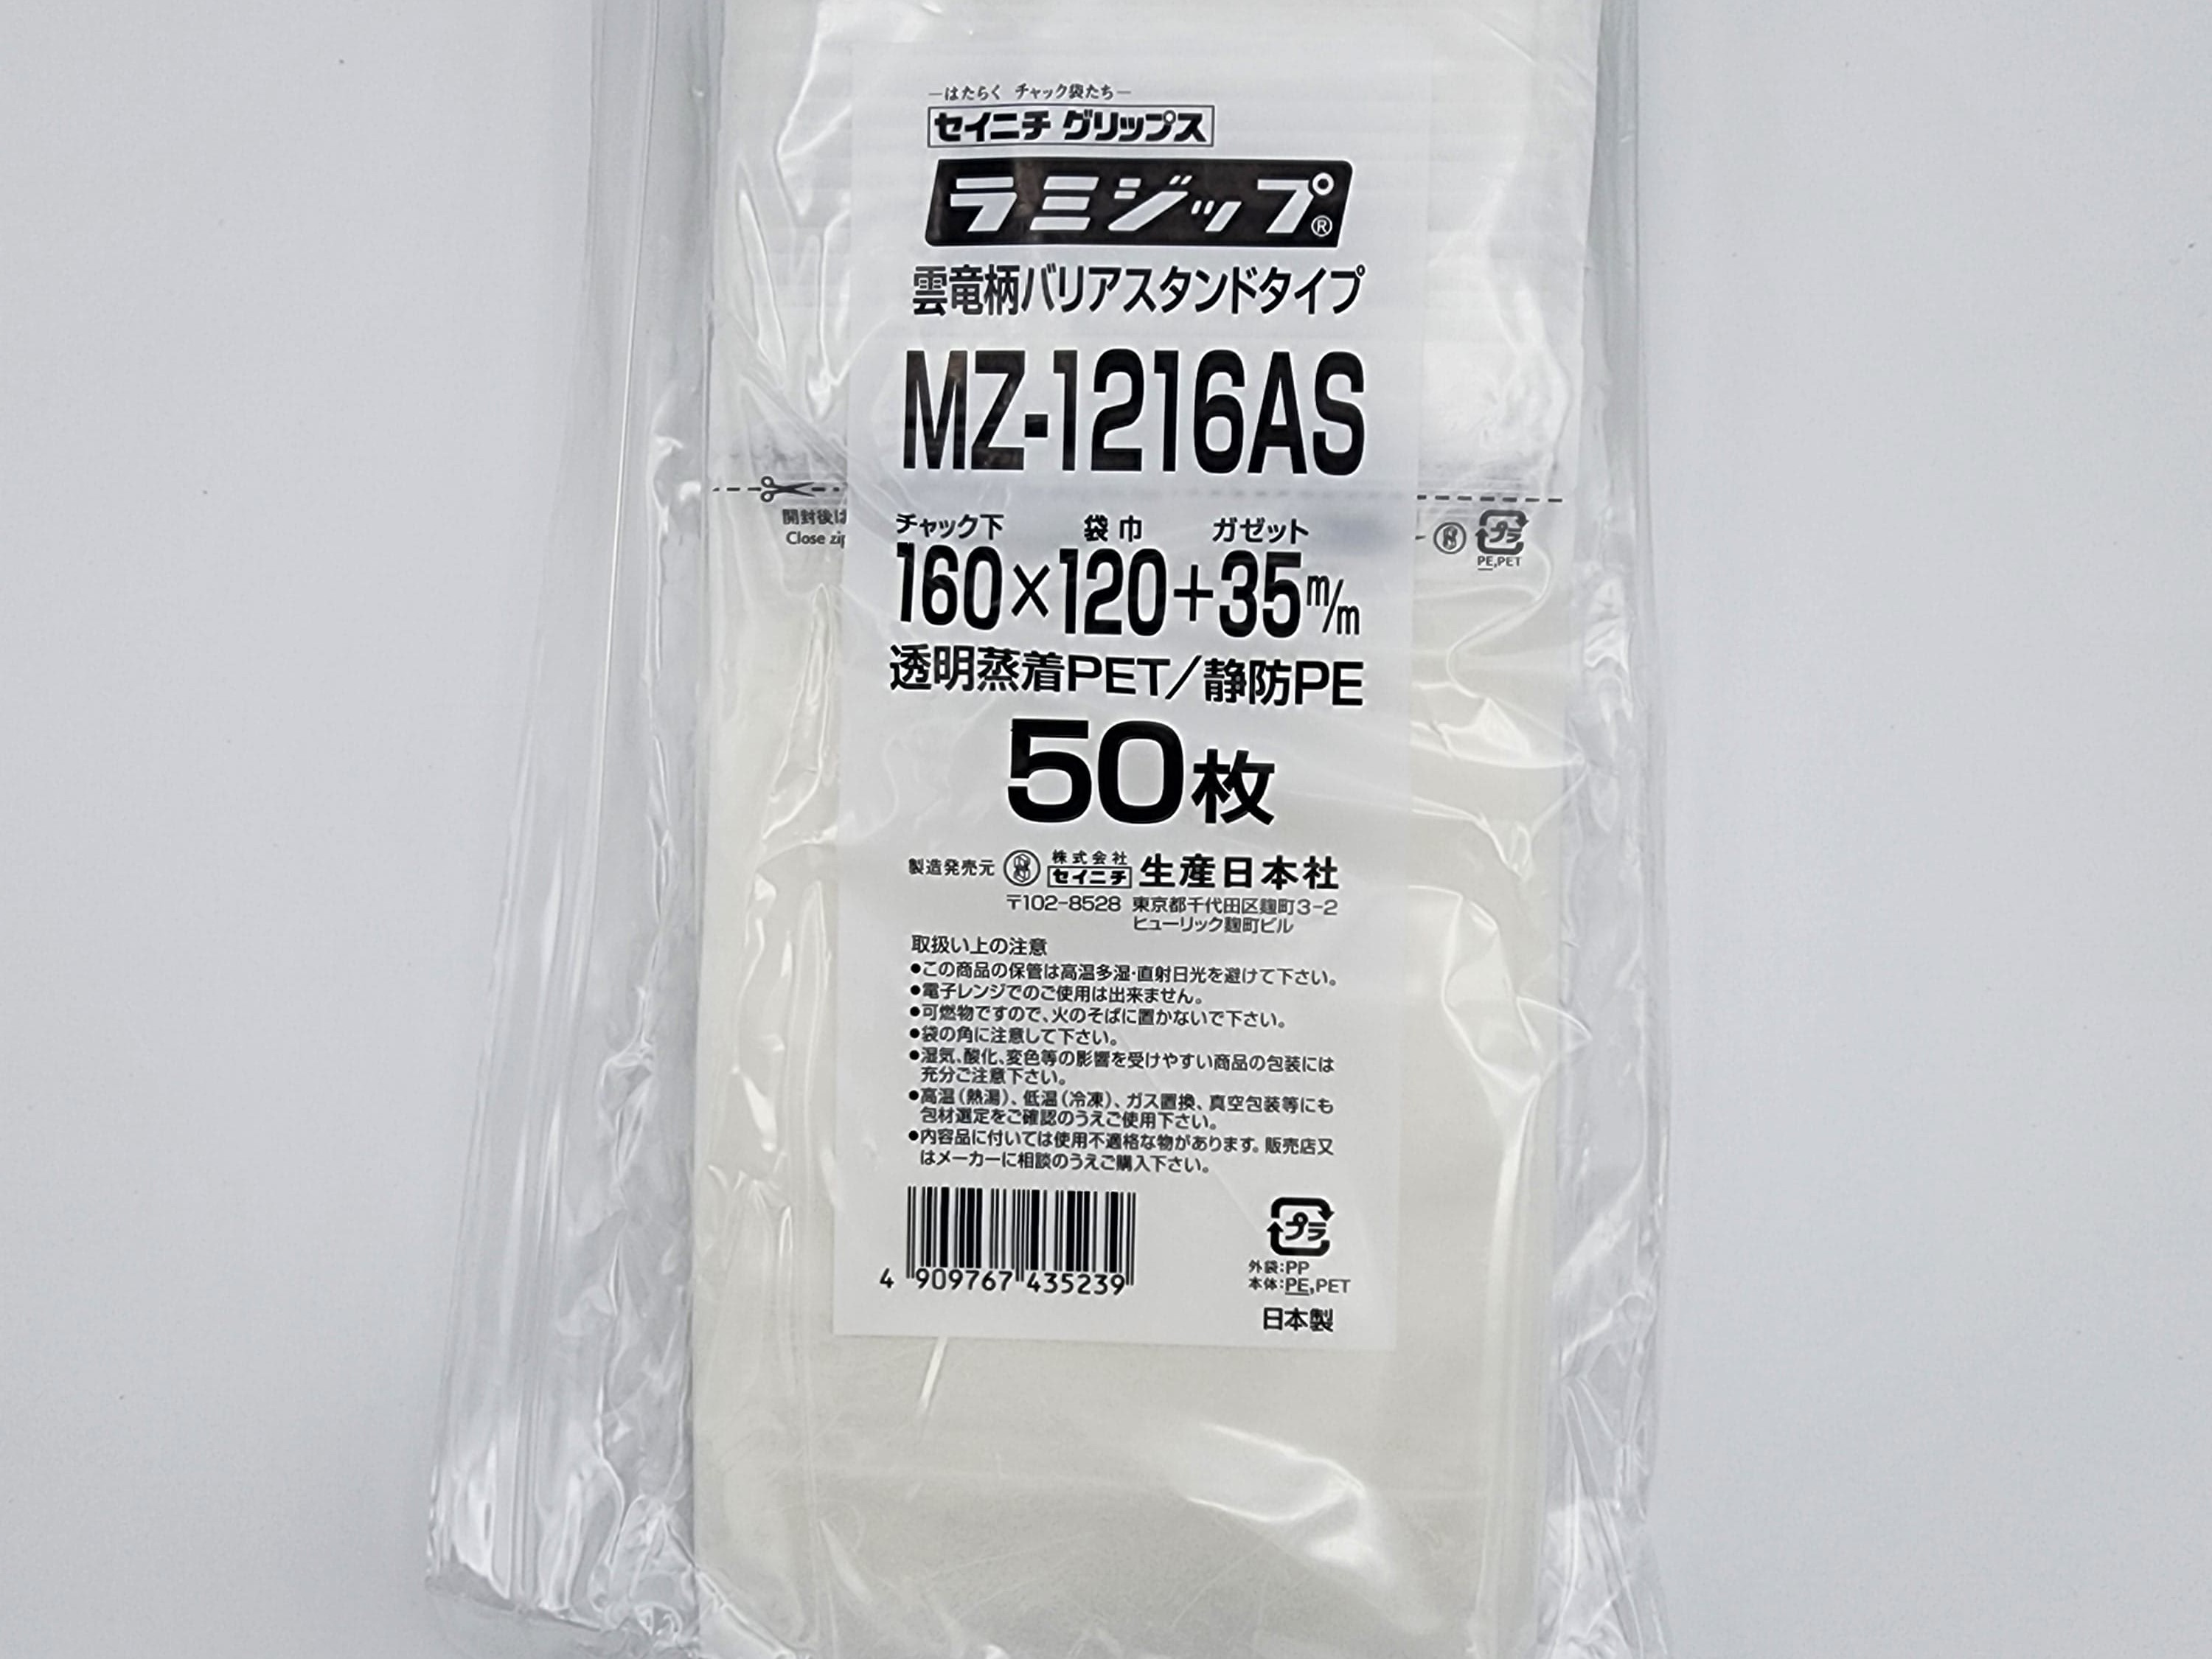 −はたらく チャック袋たち−
セイニチ グリップス
ラミジップ®
雲竜柄バリアスタンドタイプ
MZ-1216AS
開封後は
Close zip
PE,PET
プラ
チャック下 袋巾 ガゼット
160×120+35m/m
透明蒸着PET/静防PE
50枚
製造発売元 株式会社 セイニチ 生産日本社
〒102-8528 東京都千代田区麹町3-2
ヒューリック麹町ビル
取扱い上の注意
●この商品の保管は高温多湿・直射日光を避けて下さい。
●電子レンジでのご使用は出来ません。
●可燃物ですので、火のそばに置かないで下さい。
●袋の角に注意して下さい。
●湿気、酸化、変色等の影響を受けやすい商品の包装には
充分ご注意下さい。
●高温(熱湯)、低温(冷凍)、ガス置換、真空包装等にも
包材選定をご確認のうえご使用下さい。
●内容品に付いては使用不適格な物があります。販売店又
はメーカーに相談のうえご購入下さい。
4 909767 435239
プラ
外袋:PP
本体:PE,PET
日本製